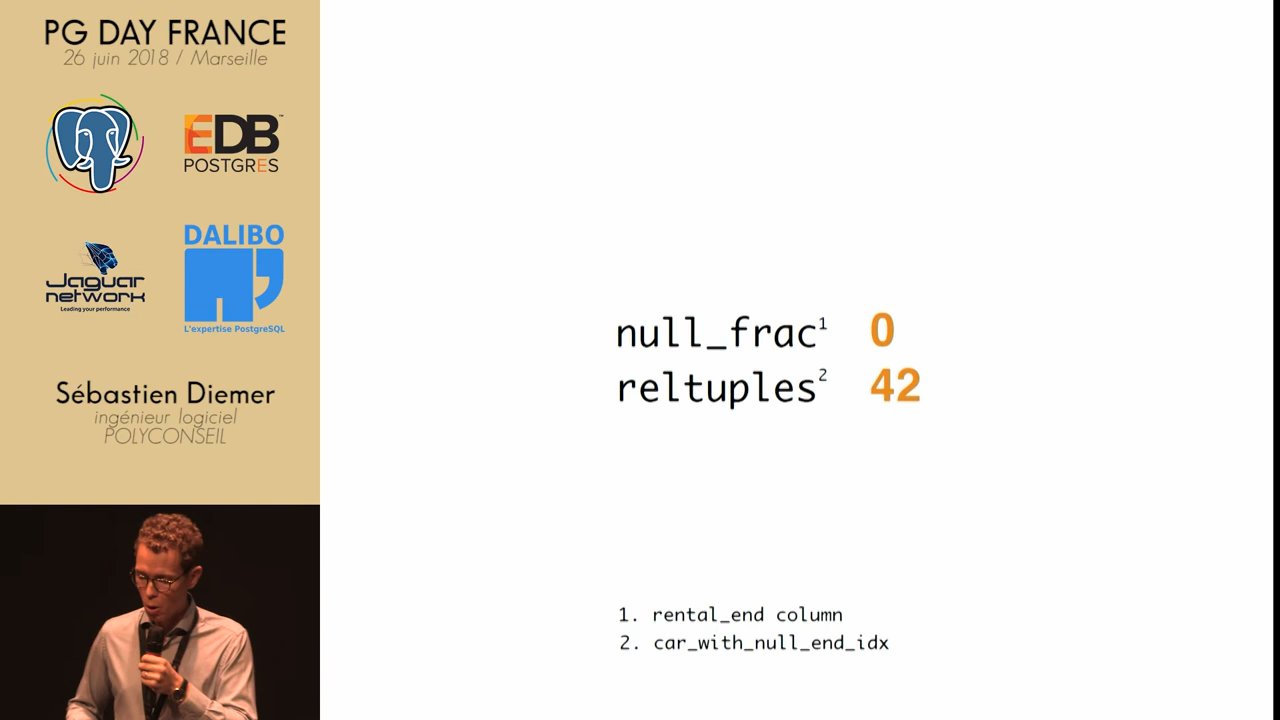 PG DAY FRANCE
26 juin 2018 / Marseille
EDB™
POSTGRES
Jaguar
network
Leading your performance
DALIBO
L'expertise PostgreSQL
Sébastien Diemer
ingénieur logiciel
POLYCONSEIL
null_frac¹ 0
reltuples² 42
1. rental_end column
2. car_with_null_end_idx